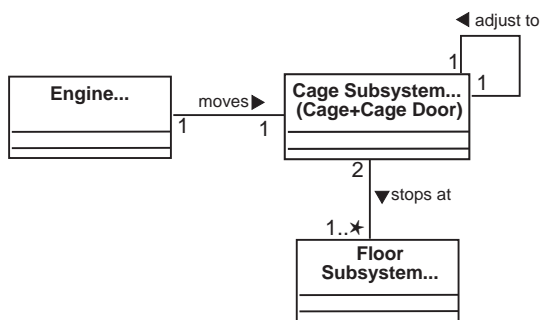 ◀ adjust to
1
1
Engine...
moves▶
1
1
Cage Subsystem...
(Cage+Cage Door)
2
▼stops at
1..*
Floor
Subsystem...